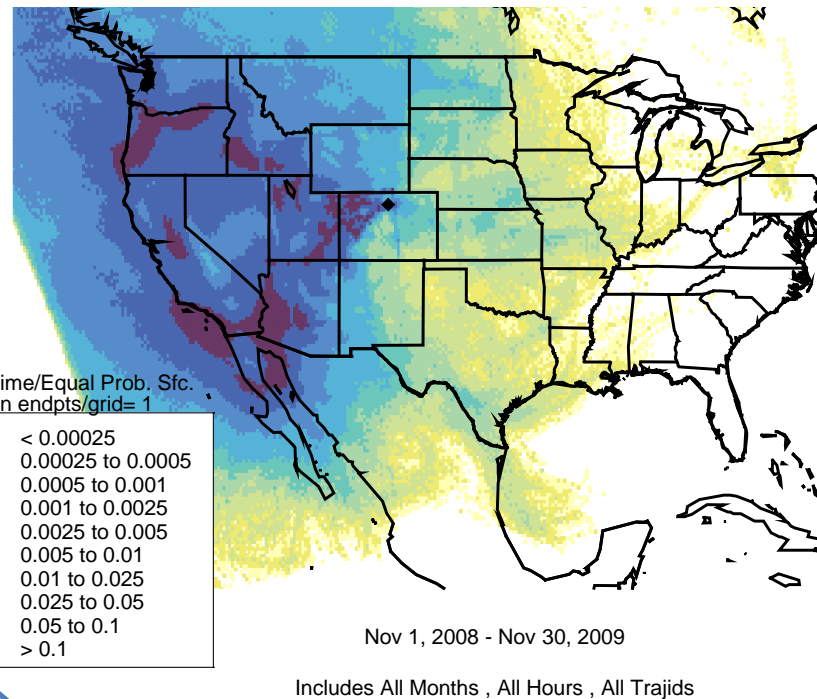 ime/Equal Prob. Sfc.
n endpts/grid= 1
< 0.00025
0.00025 to 0.0005
0.0005 to 0.001
0.001 to 0.0025
0.0025 to 0.005
0.005 to 0.01
0.01 to 0.025
0.025 to 0.05
0.05 to 0.1
> 0.1
Nov 1, 2008 - Nov 30, 2009
Includes All Months , All Hours , All Trajids